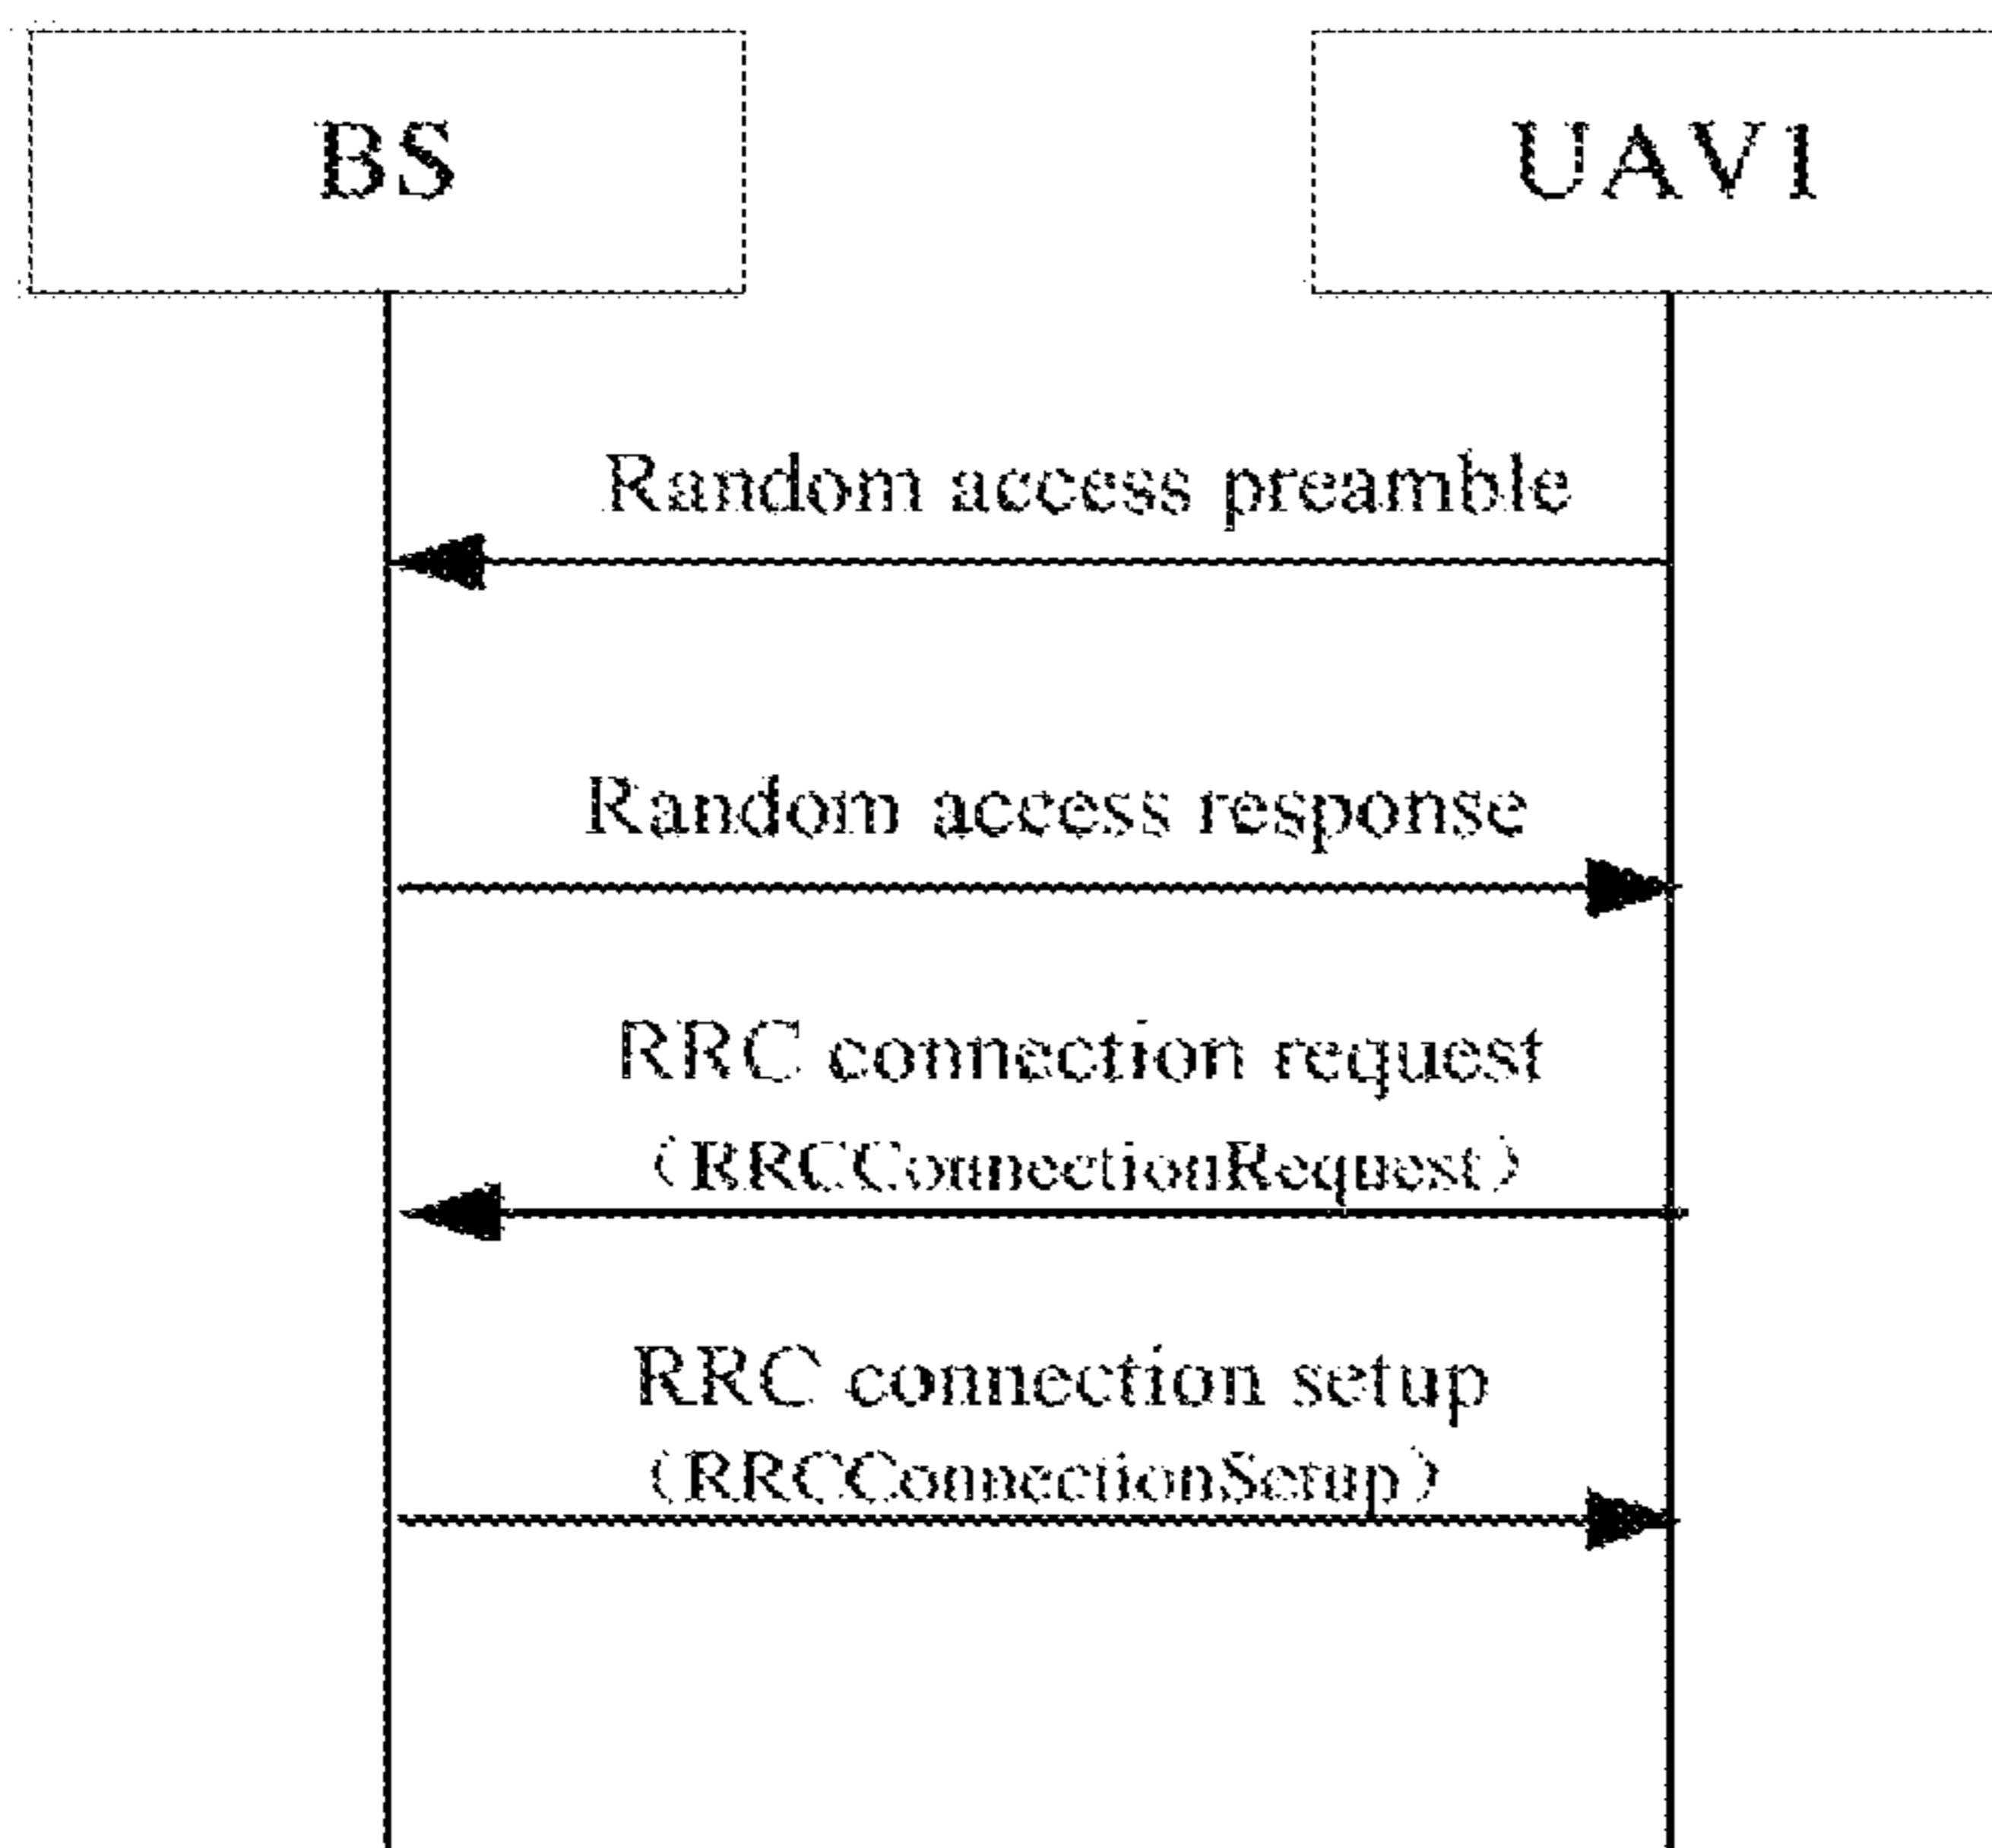 BS
UAV1
Random access preamble
Random access response
RRC connection request
（RRCConnectionRequest）
RRC connection setup
（RRCConnectionSetup）